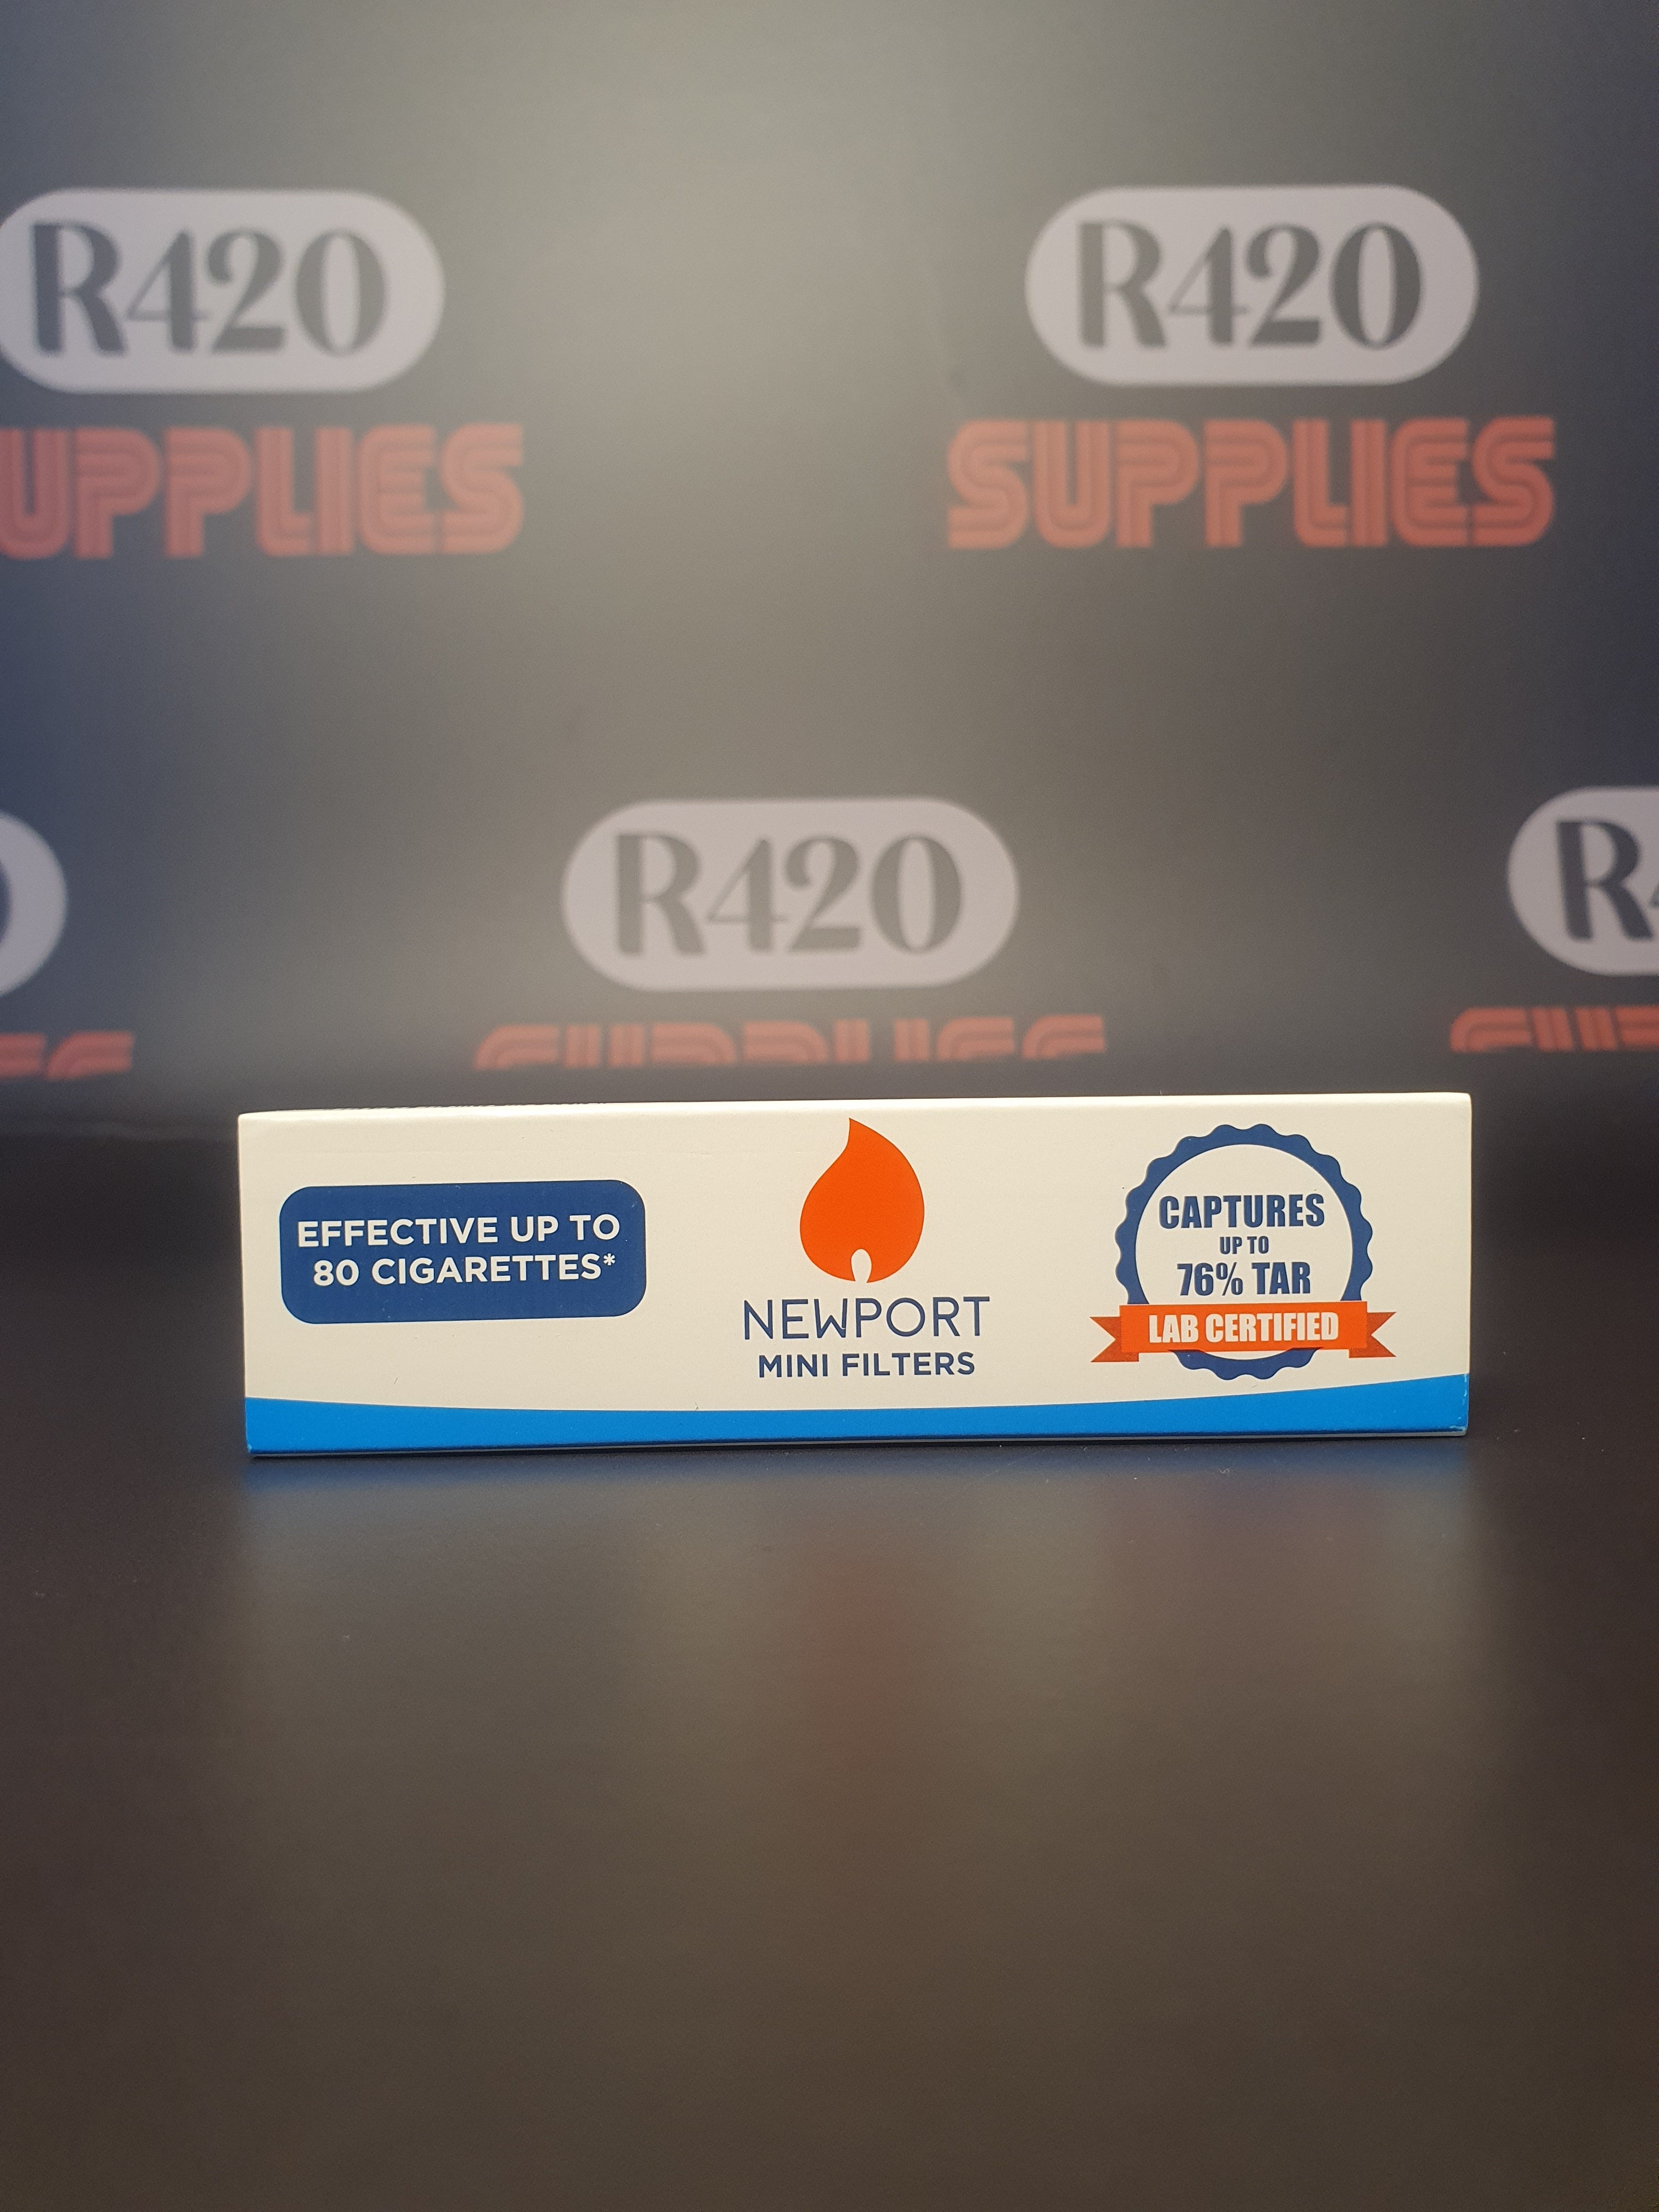 R420
UPPLIES
R420
SUPPLIES
R420
SUPPLIES
EFFECTIVE UP TO
80 CIGARETTES*
NEWPORT
MINI FILTERS
CAPTURES
UP TO
76% TAR
LAB CERTIFIED